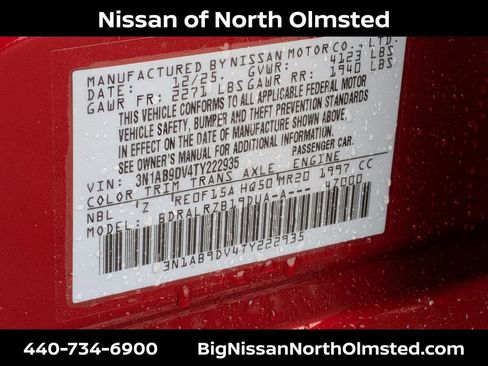 Nissan of North Olmsted
MANUFACTURED BY NISSAN MOTOR CO., LTD.
DATE: 12/25 GVWR: 4123 LBS
GAWR FR: 2271 LBS GAWR RR: 1940 LBS
THIS VEHICLE CONFORMS TO ALL APPLICABLE FEDERAL MOTOR
VEHICLE SAFETY, BUMPER AND THEFT PREVENTION STANDARDS
IN EFFECT ON THE DATE OF MANUFACTURE SHOWN ABOVE.
SEE OWNER'S MANUAL FOR ADDITIONAL INFORMATION.
VIN: 3N1AB9DV4TY222935 PASSENGER CAR.
COLOR TRIM TRANS AXLE ENGINE
NBL 'Z RE0F15A HQ50 MR20 1997 CC
MODEL: BDRALRZB19DUA-A--- 47000
3N1AB9DV4TY222935
440-734-6900 BigNissanNorthOlmsted.com